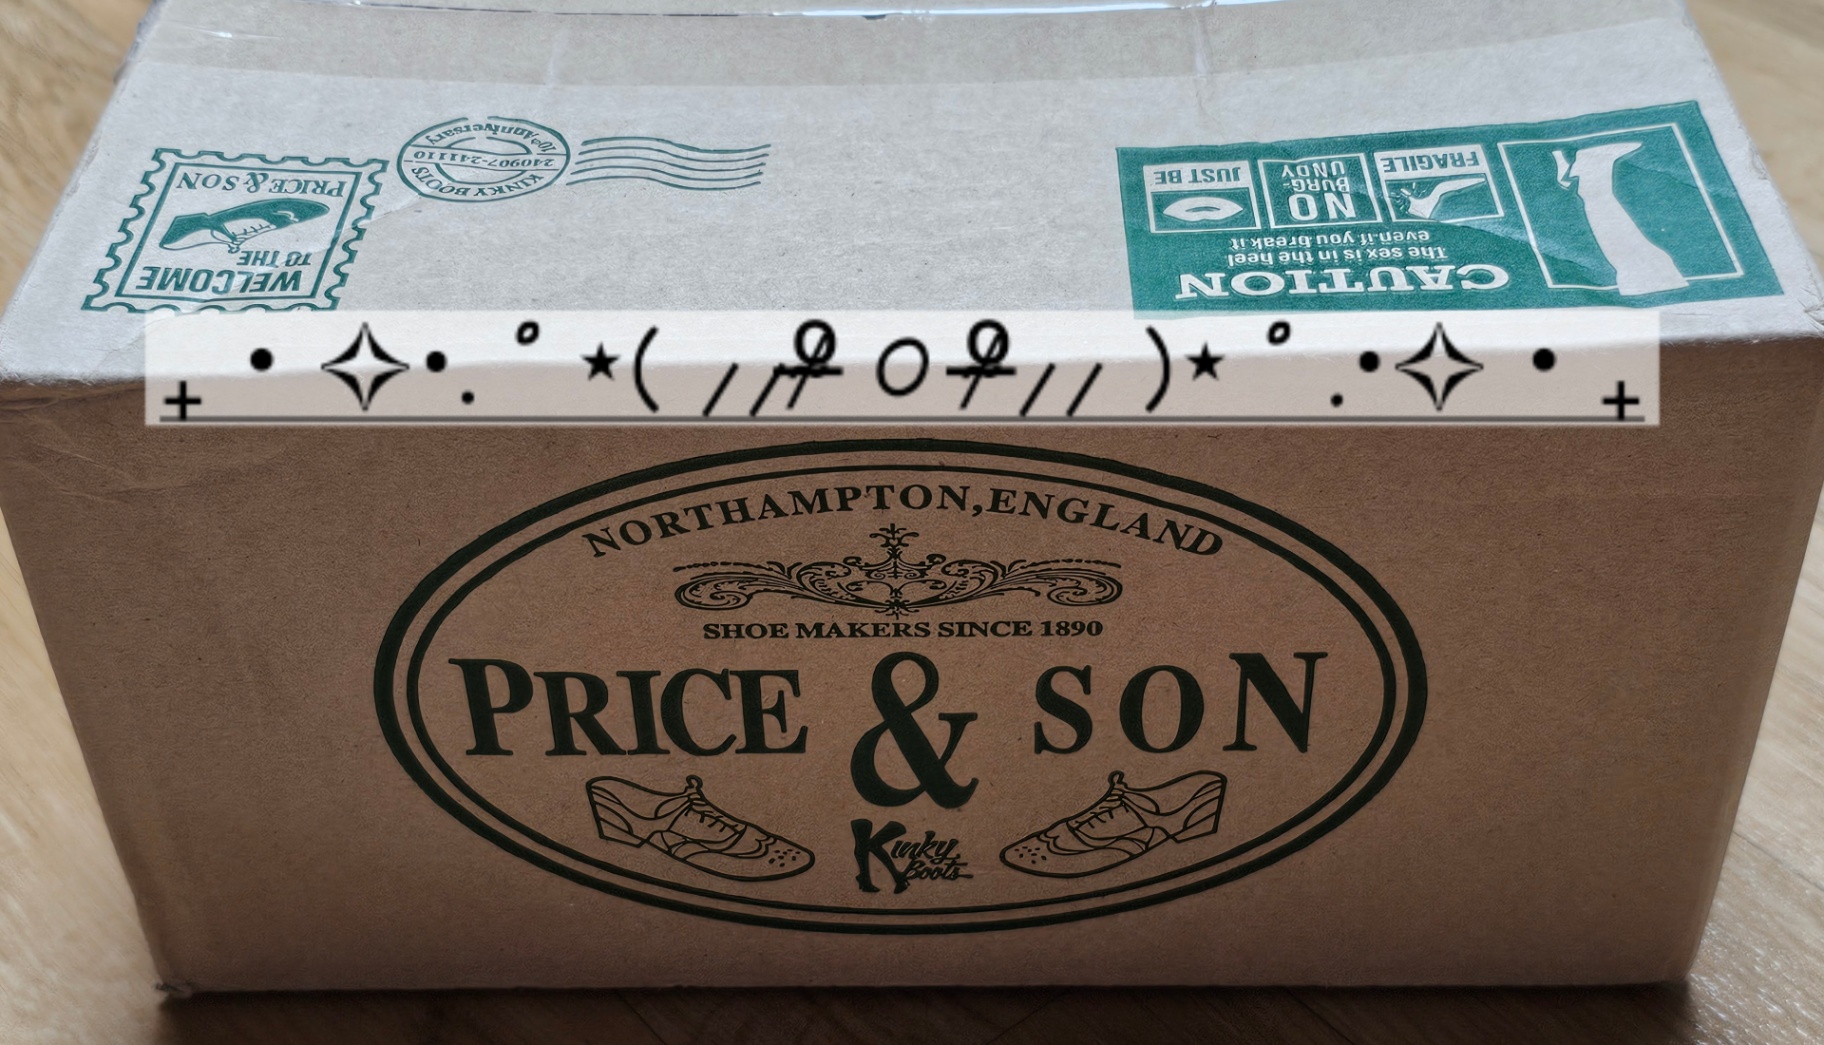 WELCOME
TO THE
PRICE & SON
KINKY BOOTS
240907-241110
10th Anniversary
CAUTION
The sex is in the heel
even if you break it
JUST BE
NO
BURG-
UNDY
FRAGILE
₊ • ✧•. ° ⋆( ⁄⁄♀̸ O ♀̸⁄⁄ )⋆ ° .•✧ • ₊
NORTHAMPTON,ENGLAND
SHOE MAKERS SINCE 1890
PRICE & SON
Kinky
Boots